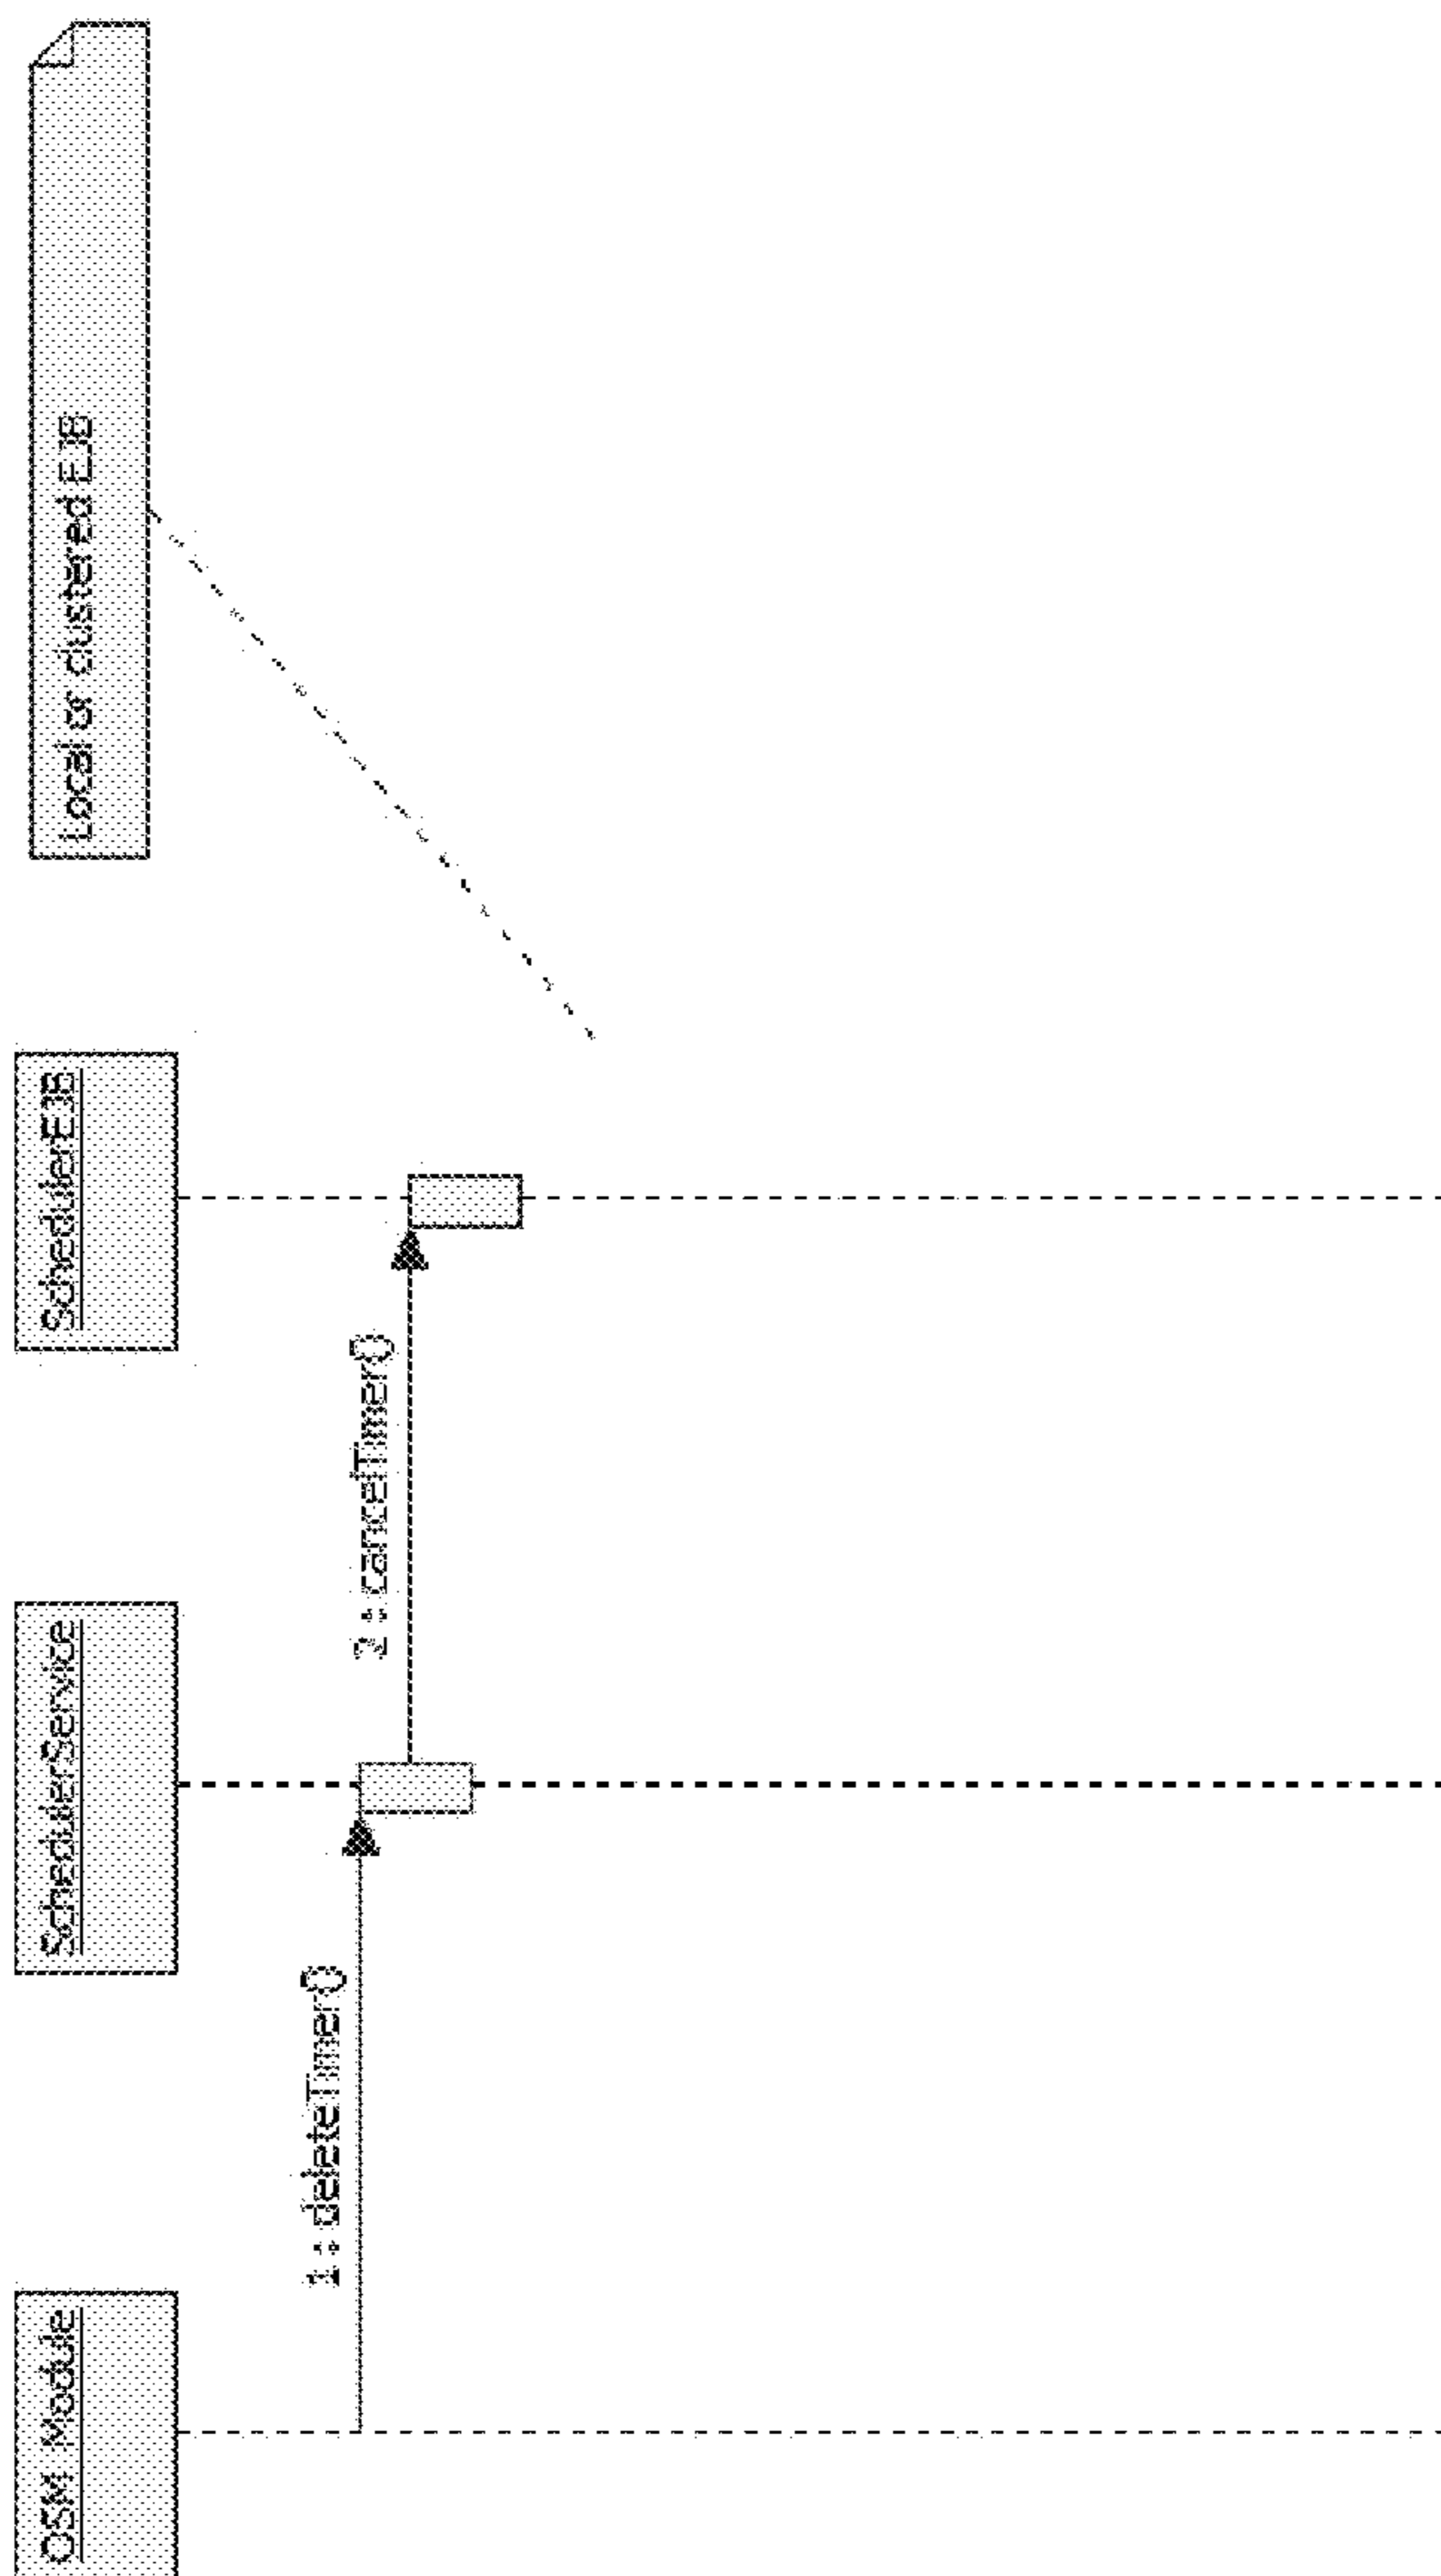 OSM Module
SchedulerService
SchedulerEJB
Local or clustered EJB
1 : deleteTimer()
2 : cancelTimer()